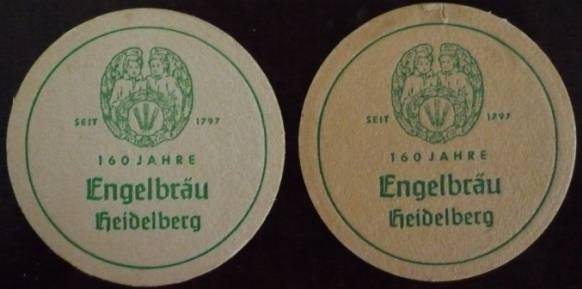 SEIT 1797
160 JAHRE
Engelbräu
Heidelberg
SEIT 1797
160 JAHRE
Engelbräu
Heidelberg